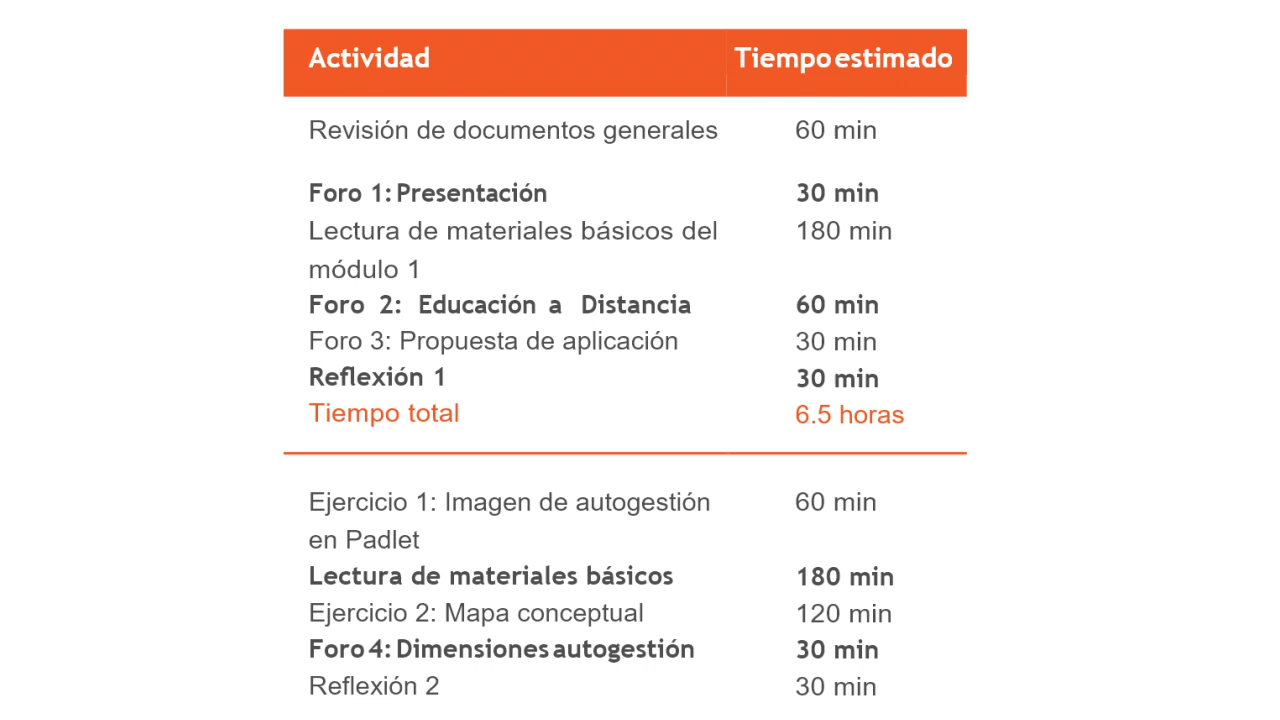 Actividad Tiempo estimado
Revisión de documentos generales 60 min
Foro 1: Presentación 30 min
Lectura de materiales básicos del 180 min
módulo 1
Foro 2: Educación a Distancia 60 min
Foro 3: Propuesta de aplicación 30 min
Reflexión 1 30 min
Tiempo total 6.5 horas
Ejercicio 1: Imagen de autogestión 60 min
en Padlet
Lectura de materiales básicos 180 min
Ejercicio 2: Mapa conceptual 120 min
Foro 4: Dimensiones autogestión 30 min
Reflexión 2 30 min